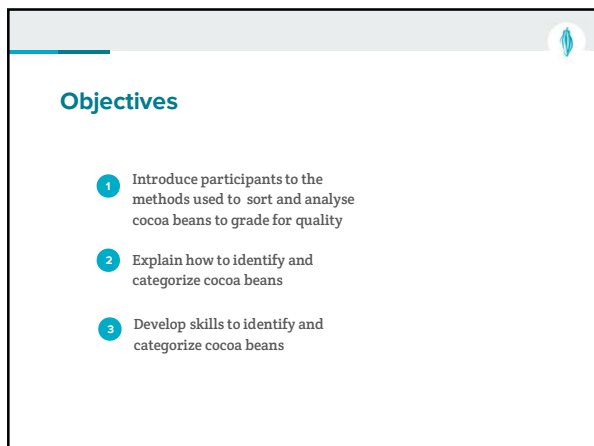 Objectives
1
Introduce participants to the
methods used to sort and analyse
cocoa beans to grade for quality
2
Explain how to identify and
categorize cocoa beans
3
Develop skills to identify and
categorize cocoa beans